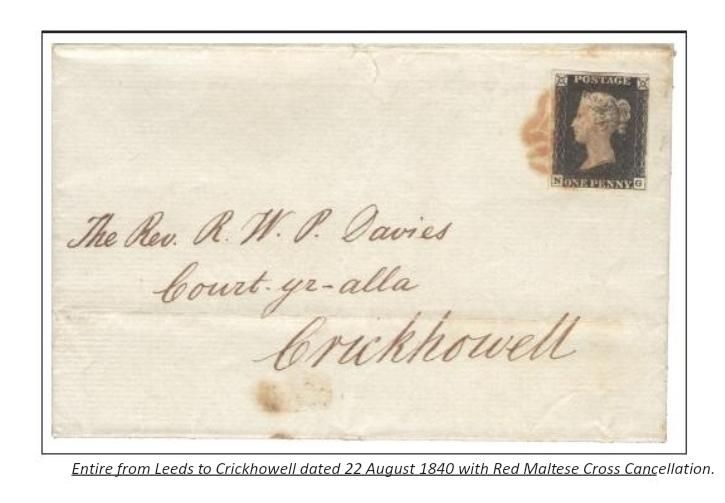 POSTAGE
N ONE PENNY G
The Rev. R. W. P. Davies
Court-yr-alla
Crickhowell
Entire from Leeds to Crickhowell dated 22 August 1840 with Red Maltese Cross Cancellation.